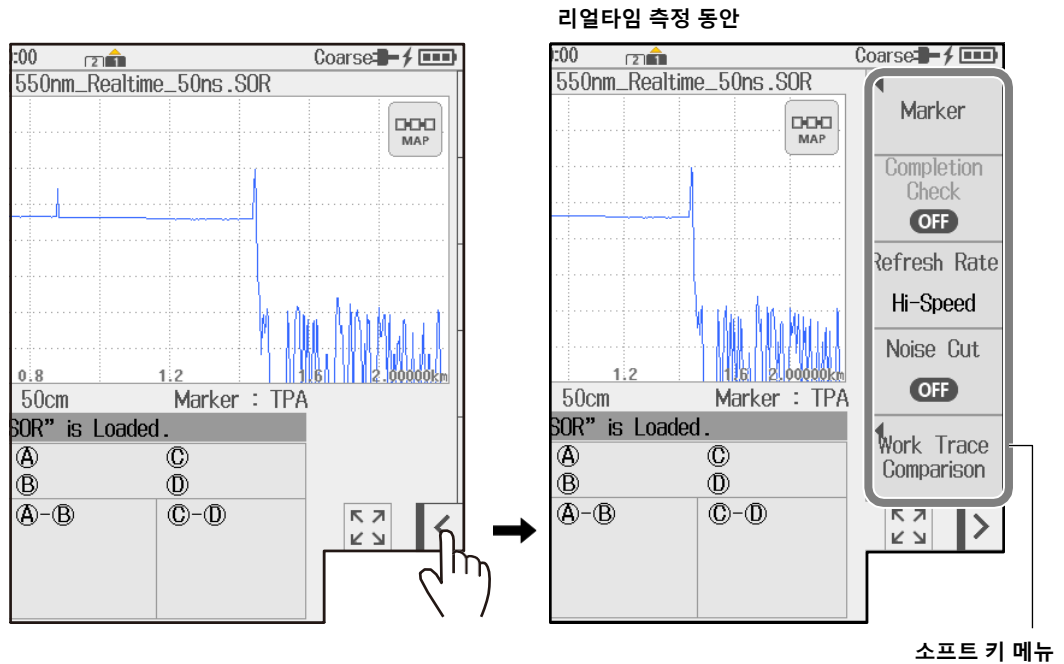 리얼타임 측정 동안
:00
2
1
Coarse
550nm_Realtime_50ns.SOR
MAP
0.8
1.2
1.6
2.00000km
50cm
Marker : TPA
SOR” is Loaded.
Ⓐ
Ⓒ
Ⓑ
Ⓓ
Ⓐ-Ⓑ
Ⓒ-Ⓓ
:00
2
1
Coarse
550nm_Realtime_50ns.SOR
MAP
1.2
1.6
2.00000km
50cm
Marker : TPA
SOR” is Loaded.
Ⓐ
Ⓒ
Ⓑ
Ⓓ
Ⓐ-Ⓑ
Ⓒ-Ⓓ
Marker
Completion
Check
OFF
Refresh Rate
Hi-Speed
Noise Cut
OFF
Work Trace
Comparison
소프트 키 메뉴